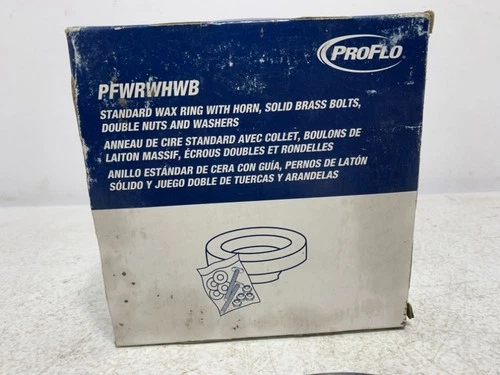 PROFLO
PFWRWHWB
STANDARD WAX RING WITH HORN, SOLID BRASS BOLTS,
DOUBLE NUTS AND WASHERS
ANNEAU DE CIRE STANDARD AVEC COLLET, BOULONS DE
LAITON MASSIF, ÉCROUS DOUBLES ET RONDELLES
ANILLO ESTÁNDAR DE CERA CON GUÍA, PERNOS DE LATÓN
SÓLIDO Y JUEGO DOBLE DE TUERCAS Y ARANDELAS